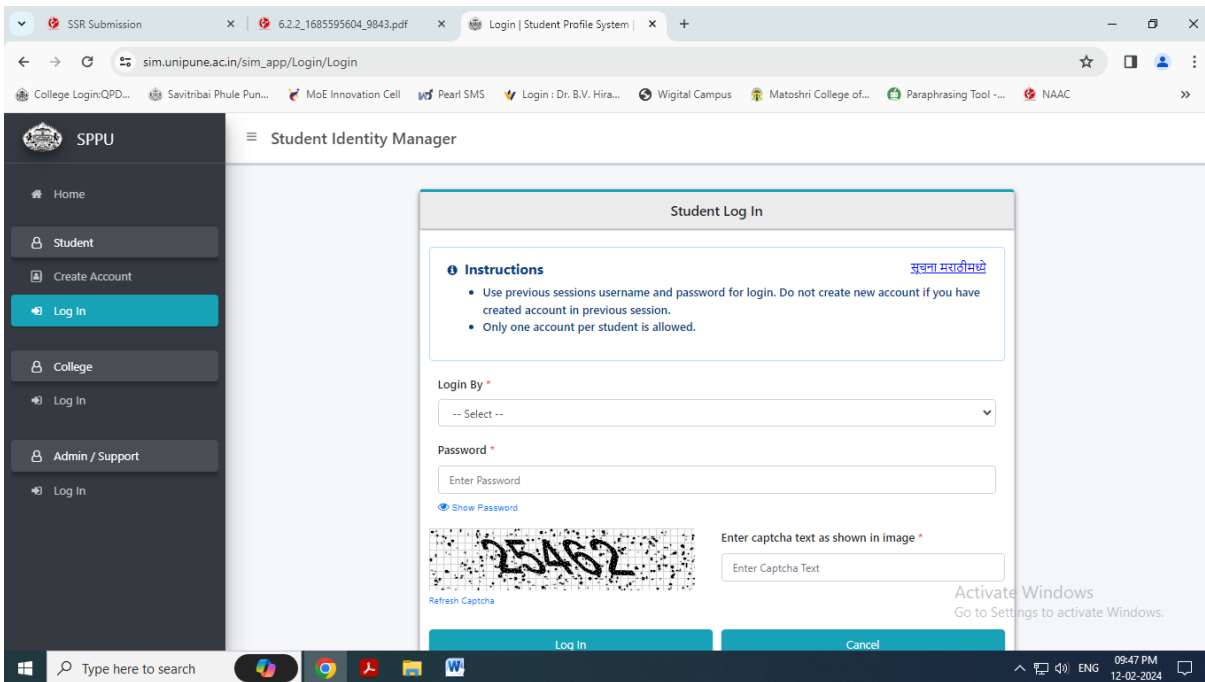 SSR Submission
6.2.2_1685595604_9843.pdf
Login | Student Profile System |
sim.unipune.ac.in/sim_app/Login/Login
College Login:QPD...
Savitribai Phule Pun...
MoE Innovation Cell
Pearl SMS
Login : Dr. B.V. Hira...
Wigital Campus
Matoshri College of...
Paraphrasing Tool -...
NAAC
SPPU
Student Identity Manager
Home
Student
Create Account
Log In
College
Log In
Admin / Support
Log In
Student Log In
Instructions
सूचना मराठीमध्ये
Use previous sessions username and password for login. Do not create new account if you have
created account in previous session.
Only one account per student is allowed.
Login By *
-- Select --
Password *
Enter Password
Show Password
25462
Refresh Captcha
Enter captcha text as shown in image *
Enter Captcha Text
Log In
Cancel
Activate Windows
Go to Settings to activate Windows.
Type here to search
ENG
09:47 PM
12-02-2024